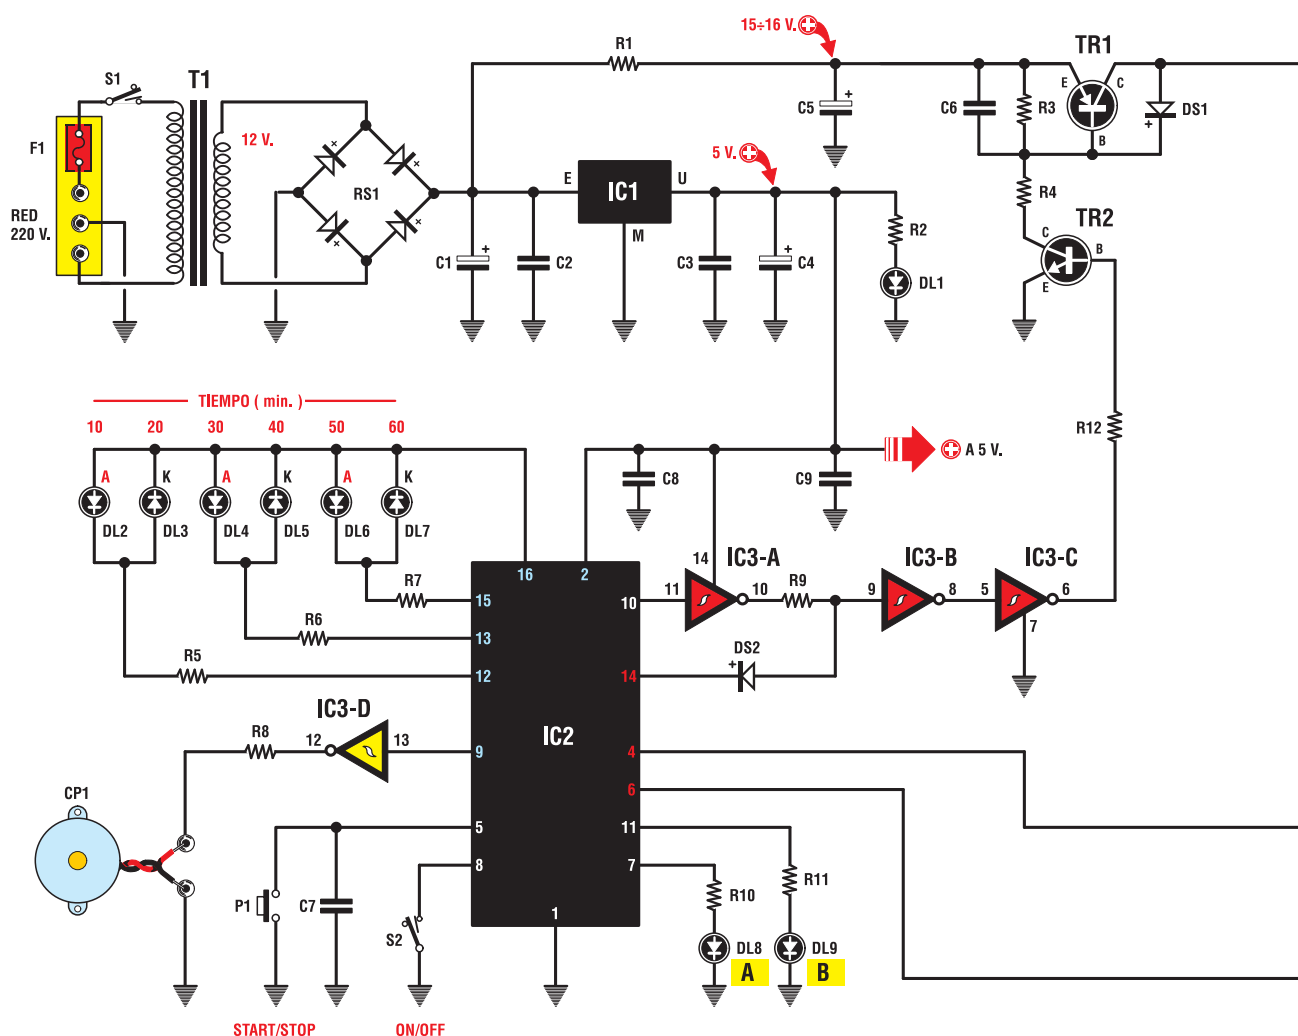 15÷16 V.
R1
TR1
S1
T1
E
C
C6
R3
DS1
C5
+
+
12 V.
F1
B
5 V.
E
IC1
U
RS1
R4
RED
220 V.
M
R2
TR2
C
B
E
+
C1
C2
C3
+
C4
DL1
TIEMPO ( min. )
10 20 30 40 50 60
R12
A 5 V.
A K A K A K
C8
C9
DL2 DL3 DL4 DL5 DL6 DL7
14
IC3-A
IC3-B
IC3-C
16
2
R7
15
10
11
10
R9
9
8
5
6
7
R6
13
DS2
+
R5
12
14
IC3-D
IC2
R8
12
13
9
4
6
CP1
5
11
8
7
P1
C7
S2
R10
R11
1
DL8
DL9
A
B
START/STOP
ON/OFF